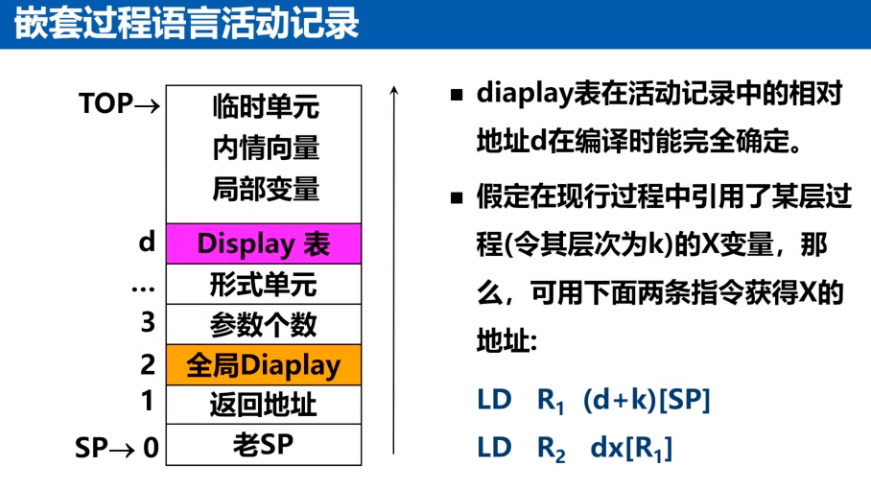 嵌套过程语言活动记录
TOP→
临时单元
内情向量
局部变量
d
Display 表
...
形式单元
3
参数个数
2
全局Diaplay
1
返回地址
SP→ 0
老SP
■ diaplay表在活动记录中的相对
地址d在编译时能完全确定。
■ 假定在现行过程中引用了某层过
程(令其层次为k)的X变量，那
么，可用下面两条指令获得X的
地址:
LD R₁ (d+k)[SP]
LD R₂ dx[R₁]